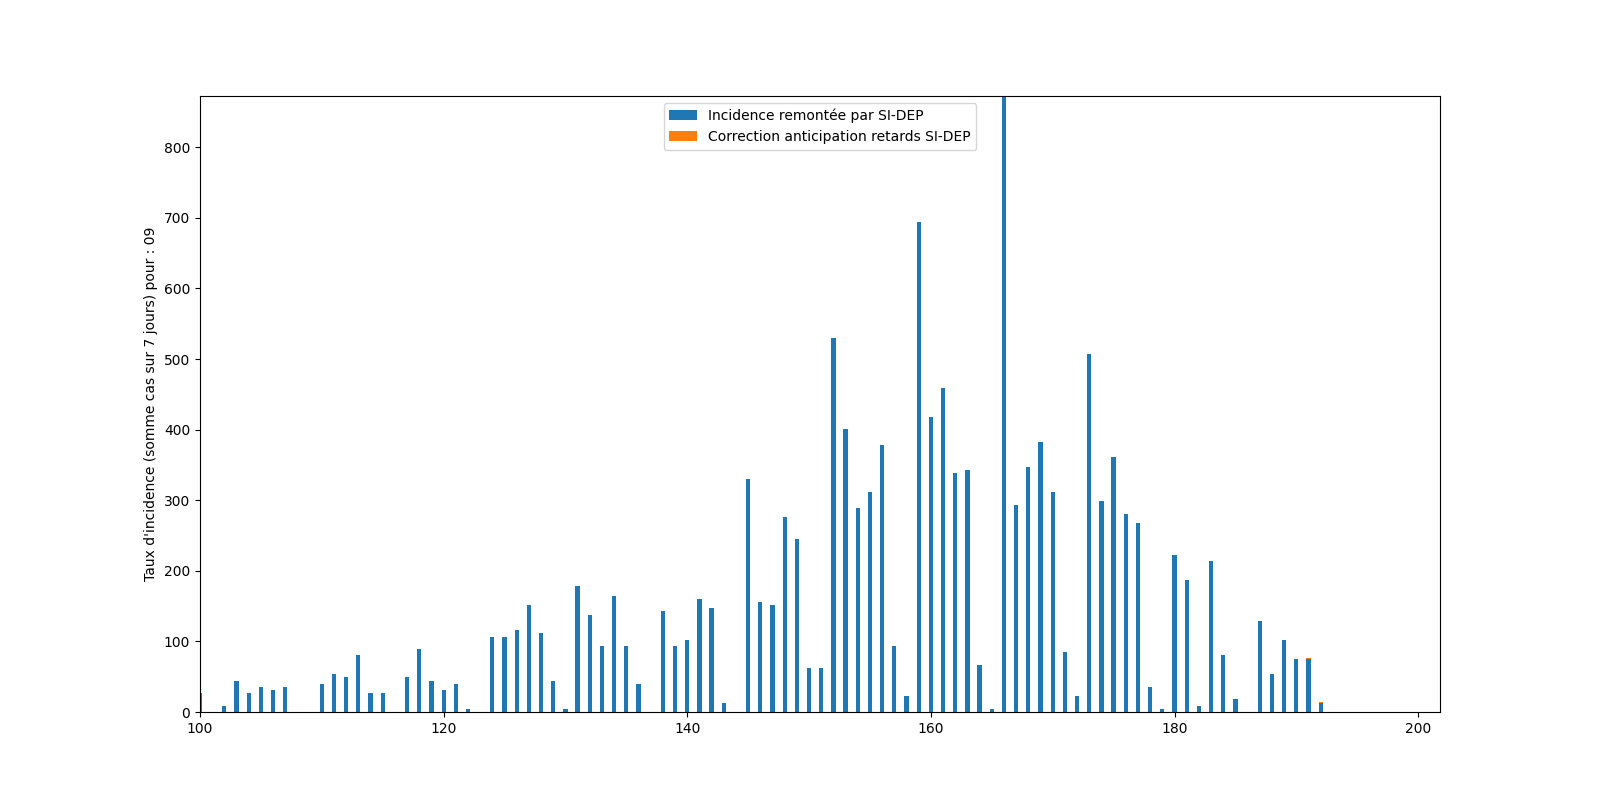 Incidence remontée par SI-DEP
Correction anticipation retards SI-DEP
Taux d'incidence (somme cas sur 7 jours) pour : 09
800
700
600
500
400
300
200
100
0
100 120 140 160 180 200